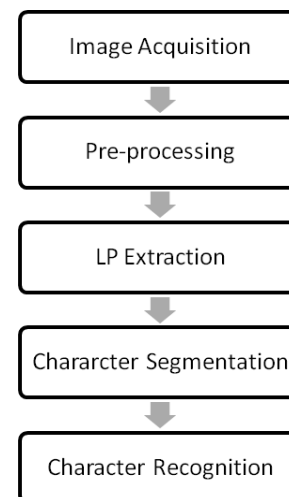 Image Acquisition
Pre-processing
LP Extraction
Chararcter Segmentation
Character Recognition